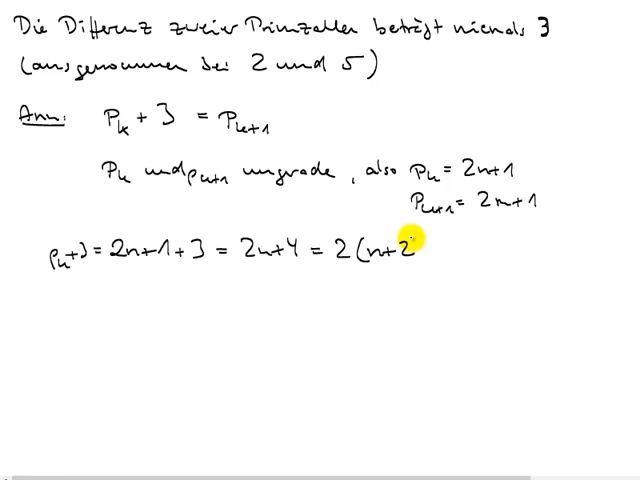 Die Differenz zweier Primzahlen beträgt niemals 3
(ausgenommen bei 2 und 5)
Ann: Pₖ + 3 = Pₖ₊₁
Pₖ und Pₖ₊₁ ungrade, also Pₖ = 2n+1
Pₖ₊₁ = 2m+1
Pₖ+3 = 2n+1+3 = 2n+4 = 2(n+2